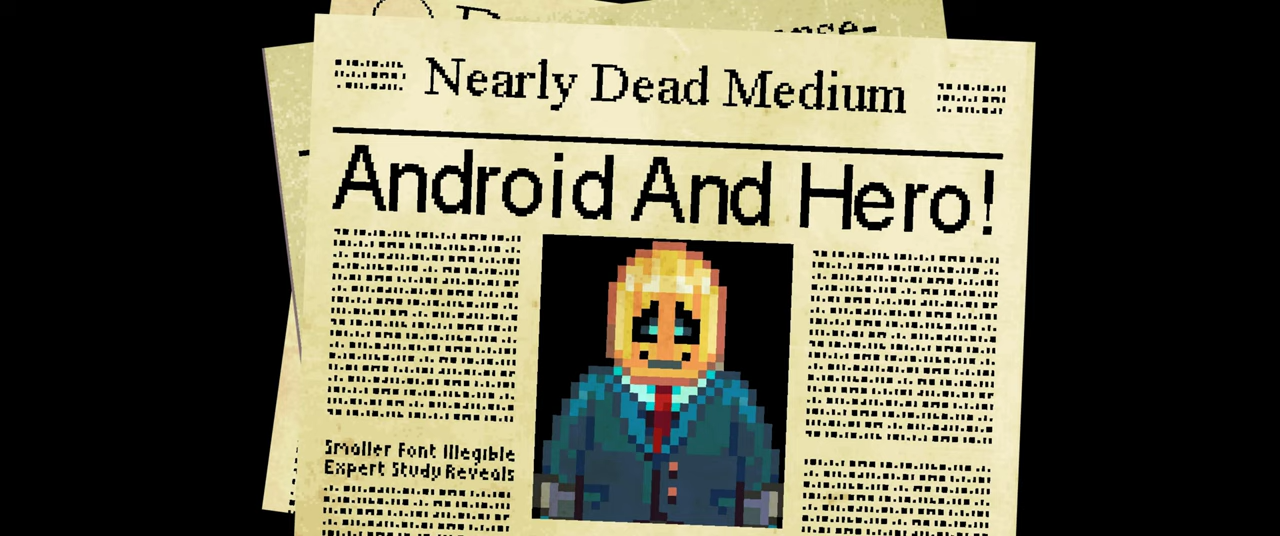 Nearly Dead Medium
Android And Hero!
Smaller Font Illegible
Expert Study Reveals